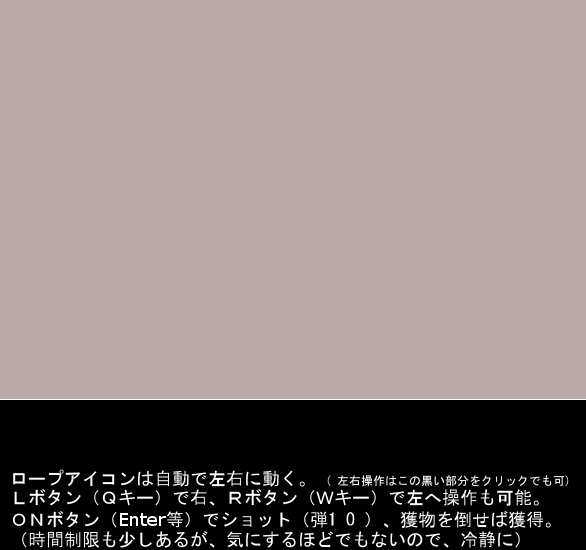 ロープアイコンは自動で左右に動く。（ 左右操作はこの黒い部分をクリックでも可）
Ｌボタン（Ｑキー）で右、Ｒボタン（Ｗキー）で左へ操作も可能。
ＯＮボタン（Enter等）でショット（弾１０）、獲物を倒せば獲得。
（時間制限も少しあるが、気にするほどでもないので、冷静に）